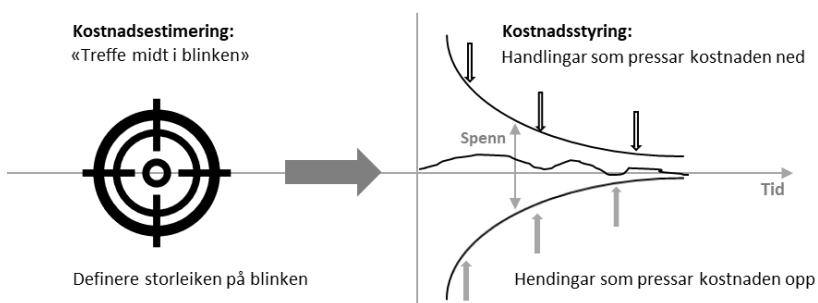 Kostnadsestimering:
«Treffe midt i blinken»
Definere storleiken på blinken
Kostnadsstyring:
Handlingar som pressar kostnaden ned
Spenn
Tid
Hendingar som pressar kostnaden opp